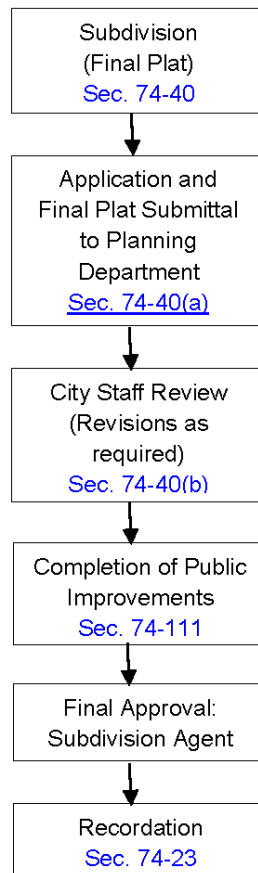 Subdivision
(Final Plat)
Sec. 74-40
Application and
Final Plat Submittal
to Planning
Department
Sec. 74-40(a)
City Staff Review
(Revisions as
required)
Sec. 74-40(b)
Completion of Public
Improvements
Sec. 74-111
Final Approval:
Subdivision Agent
Recordation
Sec. 74-23